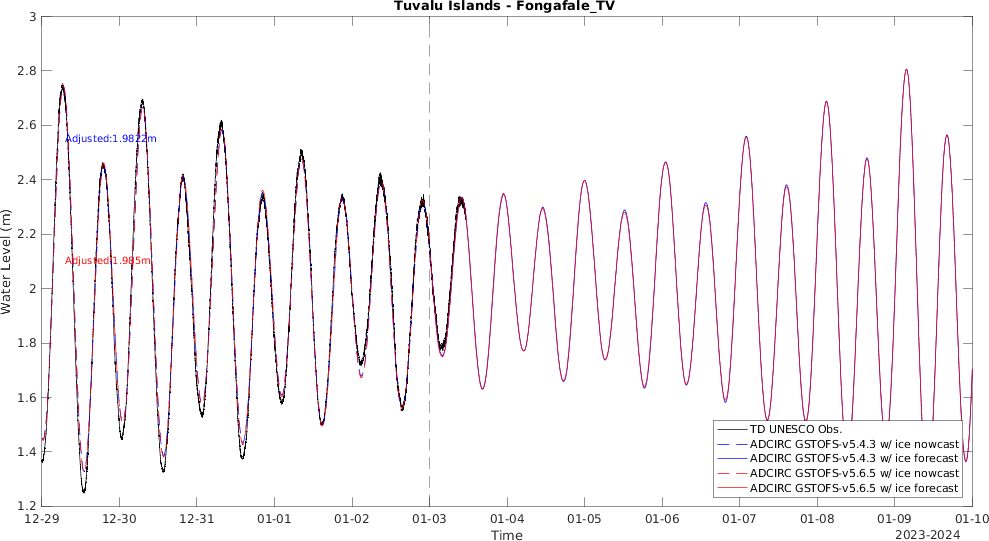 Tuvalu Islands - Fongafale_TV
3
2.8
2.6
2.4
2.2
2
1.8
1.6
1.4
1.2
Water Level (m)
Adjusted:1.9822m
Adjusted:1.985m
TD UNESCO Obs.
ADCIRC GSTOFS-v5.4.3 w/ ice nowcast
ADCIRC GSTOFS-v5.4.3 w/ ice forecast
ADCIRC GSTOFS-v5.6.5 w/ ice nowcast
ADCIRC GSTOFS-v5.6.5 w/ ice forecast
12-29 12-30 12-31 01-01 01-02 01-03 01-04 01-05 01-06 01-07 01-08 01-09 01-10
Time
2023-2024